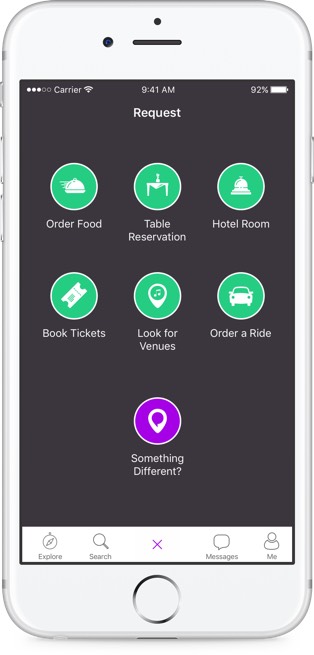 Carrier 9:41 AM 92%
Request
Order Food
Table
Reservation
Hotel Room
Book Tickets
Look for
Venues
Order a Ride
Something
Different?
Explore Search Messages Me